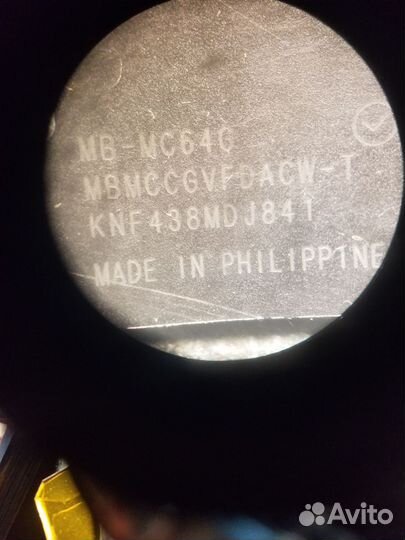 MB-MC64G
MBMCCGVFDACW-T
KNF438MDJ841
MADE IN PHILIPPINE
Avito